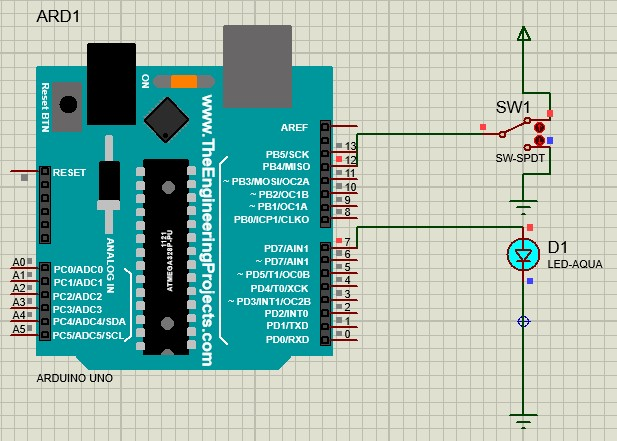 ARD1
Reset BTN
ON
www.TheEngineeringProjects.com
ATMEGA328P-PU
1121
ANALOG IN
RESET
A0 PC0/ADC0
A1 PC1/ADC1
A2 PC2/ADC2
A3 PC3/ADC3
A4 PC4/ADC4/SDA
A5 PC5/ADC5/SCL
AREF
PB5/SCK 13
PB4/MISO 12
~ PB3/MOSI/OC2A 11
~ PB2/OC1B 10
~ PB1/OC1A 9
PB0/ICP1/CLKO 8
PD7/AIN1 7
~ PD7/AIN1 6
~ PD5/T1/OC0B 5
PD4/T0/XCK 4
~ PD3/INT1/OC2B 3
PD2/INT0 2
PD1/TXD 1
PD0/RXD 0
ARDUINO UNO
SW1
SW-SPDT
D1
LED-AQUA